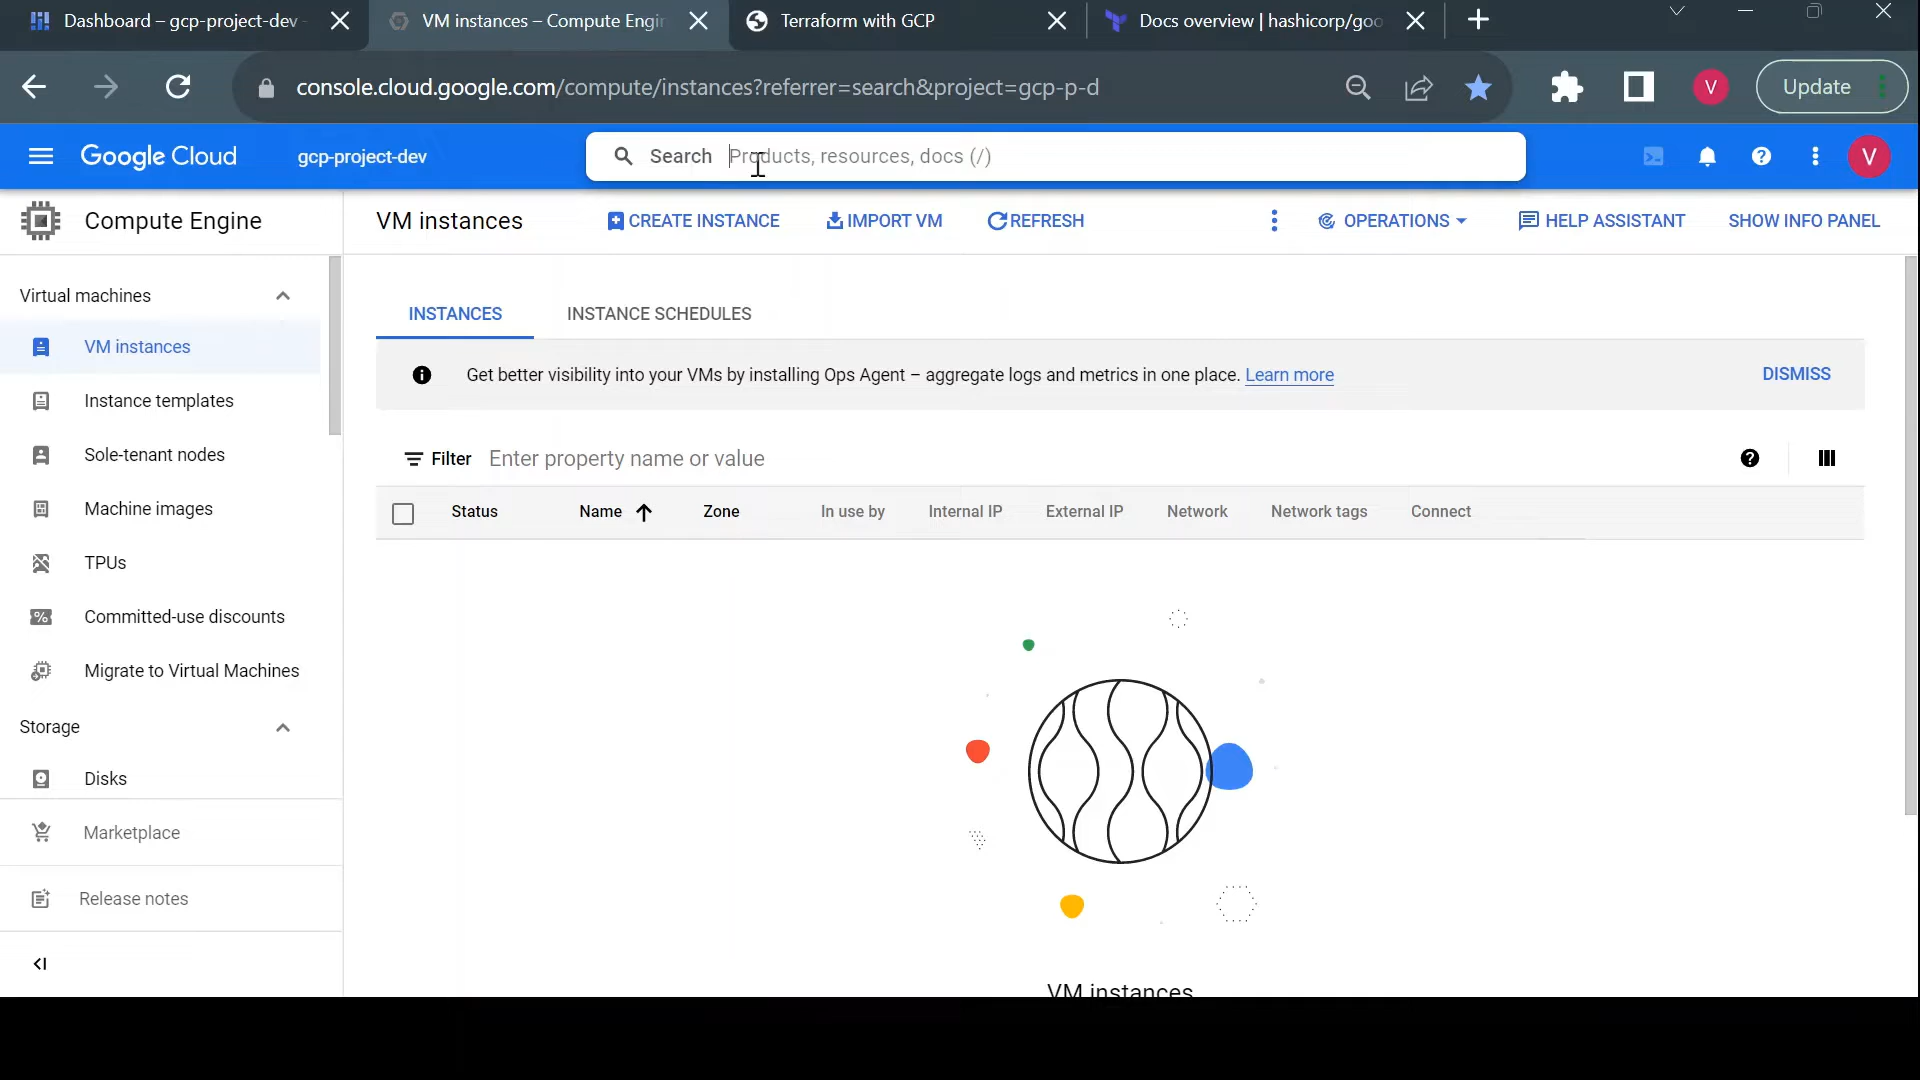 Dashboard – gcp-project-dev -
VM instances – Compute Engin
Terraform with GCP
Docs overview | hashicorp/goo
console.cloud.google.com/compute/instances?referrer=search&project=gcp-p-d
V
Update
Google Cloud
gcp-project-dev
Search Products, resources, docs (/)
V
Compute Engine
VM instances
CREATE INSTANCE
IMPORT VM
REFRESH
OPERATIONS
HELP ASSISTANT
SHOW INFO PANEL
Virtual machines
VM instances
Instance templates
Sole-tenant nodes
Machine images
TPUs
Committed-use discounts
Migrate to Virtual Machines
Storage
Disks
Marketplace
Release notes
INSTANCES
INSTANCE SCHEDULES
Get better visibility into your VMs by installing Ops Agent – aggregate logs and metrics in one place. Learn more
DISMISS
Filter Enter property name or value
Status Name Zone In use by Internal IP External IP Network Network tags Connect
VM instances